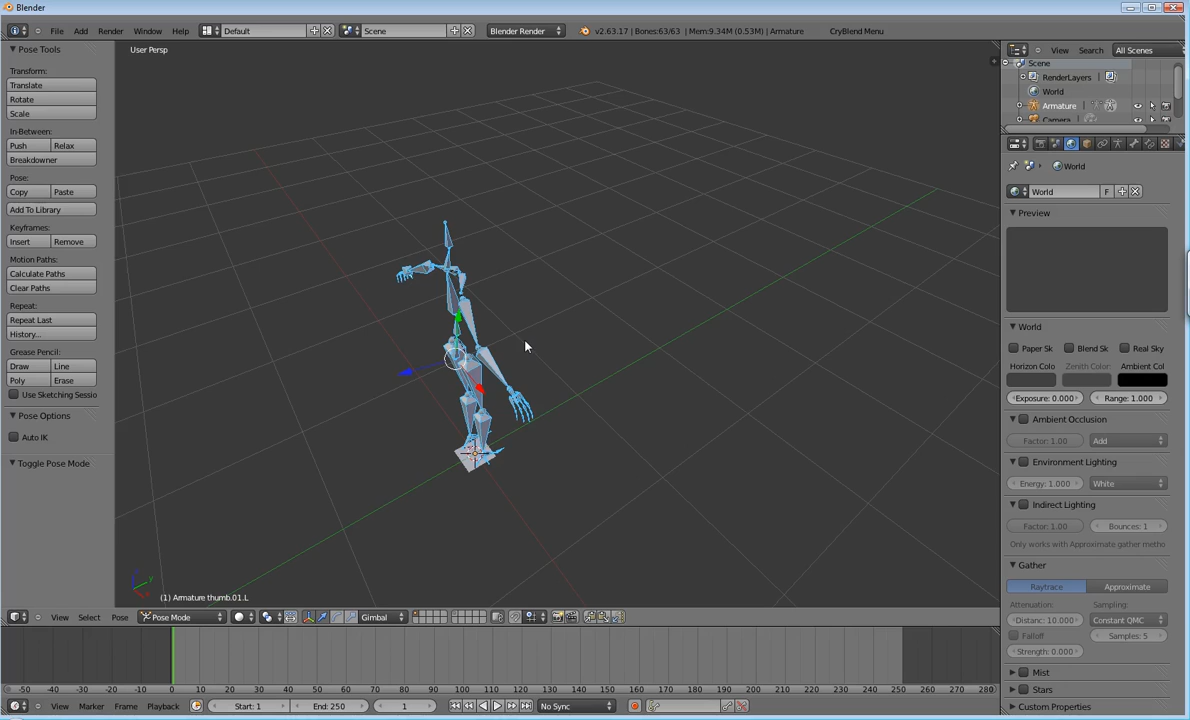 Blender
File Add Render Window Help Default Scene Blender Render v2.63.17 | Bones:63/63 | Mem:9.34M (0.53M) | Armature CryBlend Menu
Pose Tools
Transform:
Translate
Rotate
Scale
In-Between:
Push Relax
Breakdowner
Pose:
Copy Paste
Add To Library
Keyframes:
Insert Remove
Motion Paths:
Calculate Paths
Clear Paths
Repeat:
Repeat Last
History...
Grease Pencil:
Draw Line
Poly Erase
Use Sketching Sessio
Pose Options
Auto IK
Toggle Pose Mode
User Persp
y
(1) Armature thumb.01.L
View Select Pose Pose Mode Gimbal
-50 -40 -30 -20 -10 0 10 20 30 40 50 60 70 80 90 100 110 120 130 140 150 160 170 180 190 200 210 220 230 240 250 260 270 280
View Marker Frame Playback Start: 1 End: 250 1 No Sync
View Search All Scenes
Scene
RenderLayers |
World
Armature
Camera
World
World F
Preview
World
Paper Sk Blend Sk Real Sky
Horizon Colo Zenith Color: Ambient Col
Exposure: 0.000 Range: 1.000
Ambient Occlusion
Factor: 1.00 Add
Environment Lighting
Energy: 1.000 White
Indirect Lighting
Factor: 1.00 Bounces: 1
Only works with Approximate gather metho
Gather
Raytrace Approximate
Attenuation: Sampling:
Distanc: 10.000 Constant QMC
Falloff Samples: 5
Strength: 0.000
Mist
Stars
Custom Properties